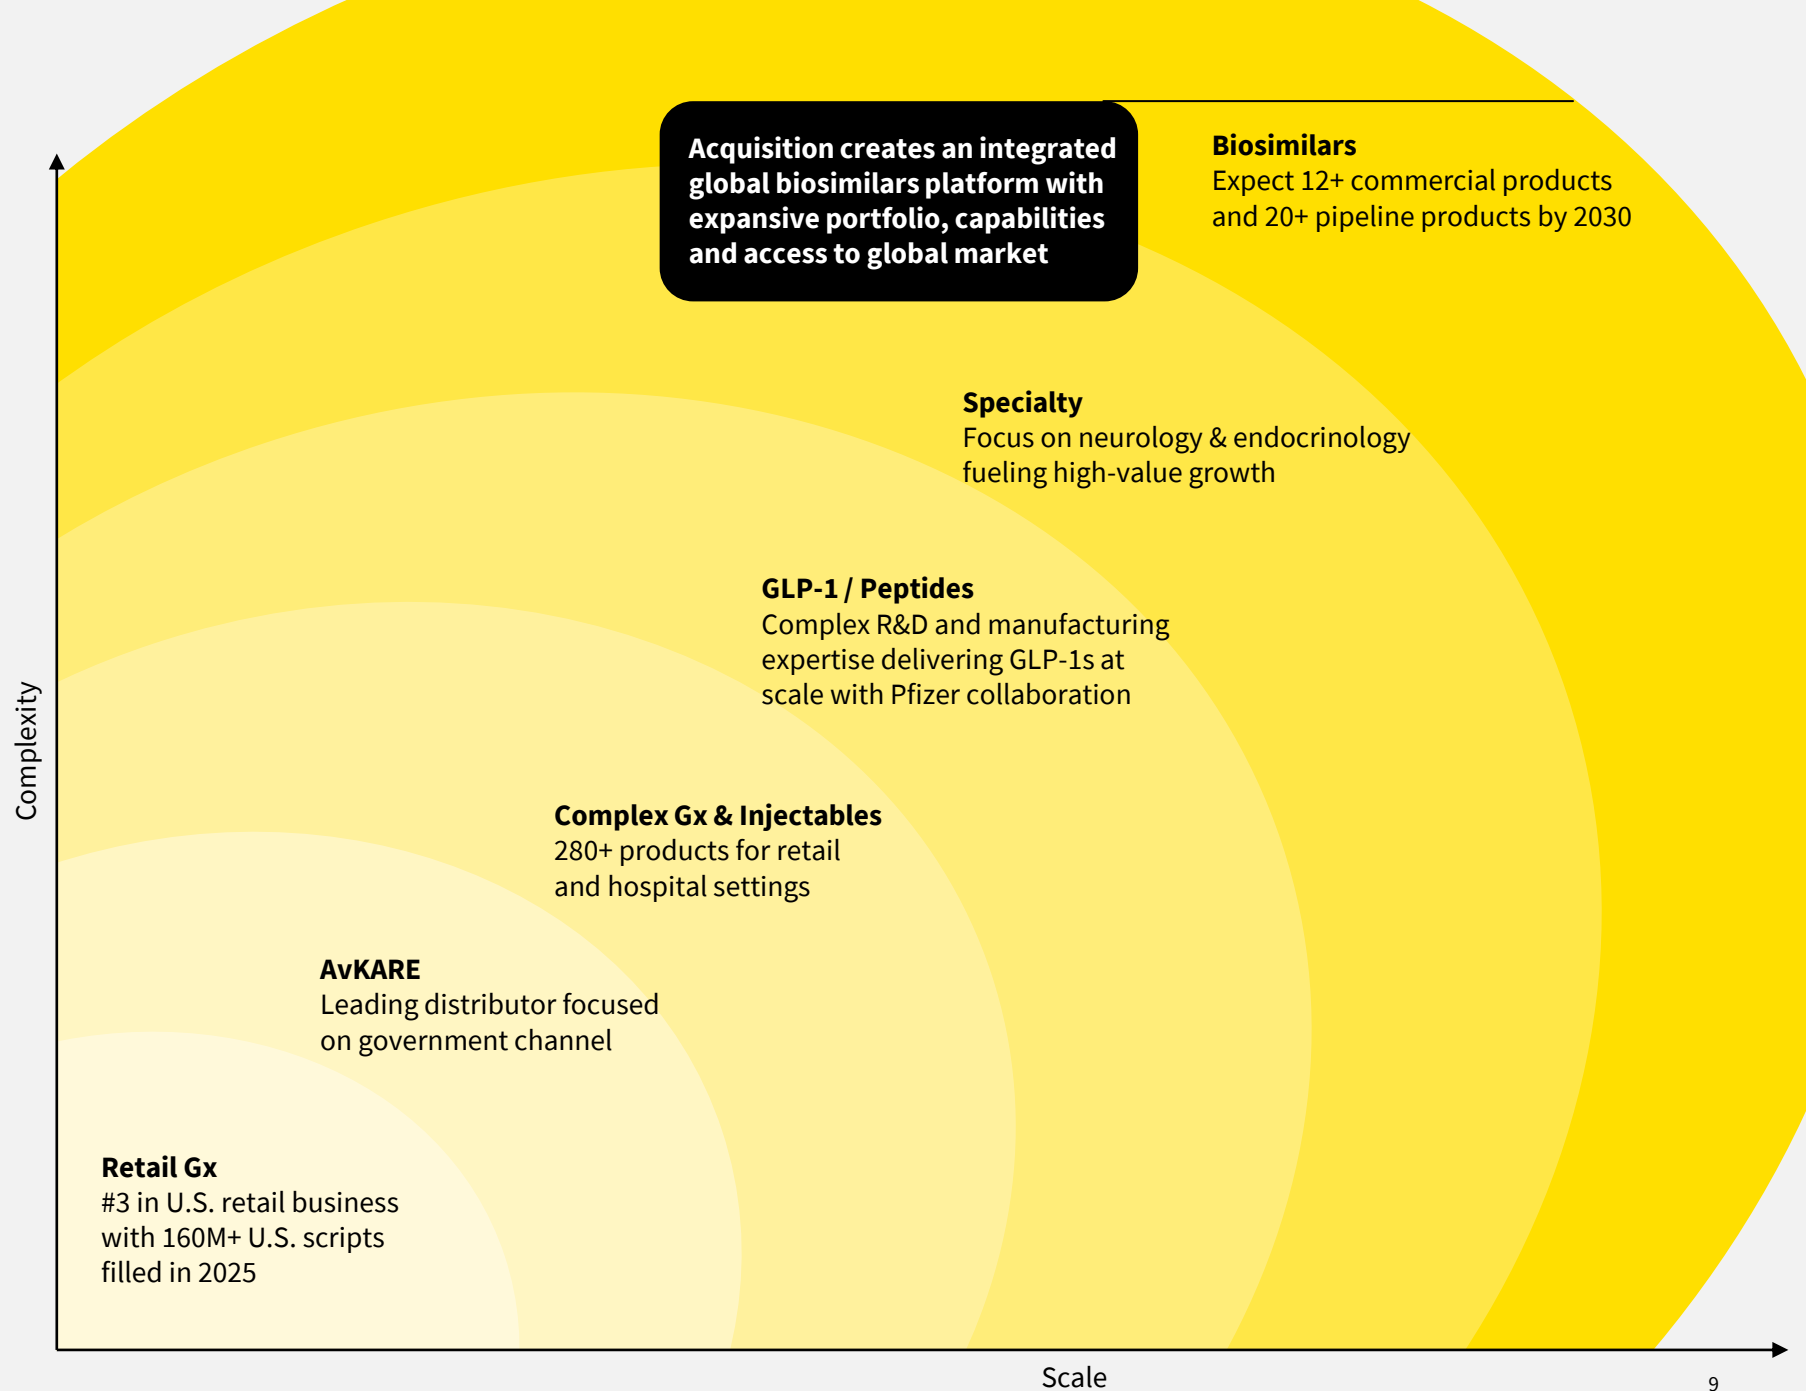 Acquisition creates an integrated
global biosimilars platform with
expansive portfolio, capabilities
and access to global market
Biosimilars
Expect 12+ commercial products
and 20+ pipeline products by 2030
Specialty
Focus on neurology & endocrinology
fueling high-value growth
GLP-1 / Peptides
Complex R&D and manufacturing
expertise delivering GLP-1s at
scale with Pfizer collaboration
Complexity
Complex Gx & Injectables
280+ products for retail
and hospital settings
AvKARE
Leading distributor focused
on government channel
Retail Gx
#3 in U.S. retail business
with 160M+ U.S. scripts
filled in 2025
Scale
9